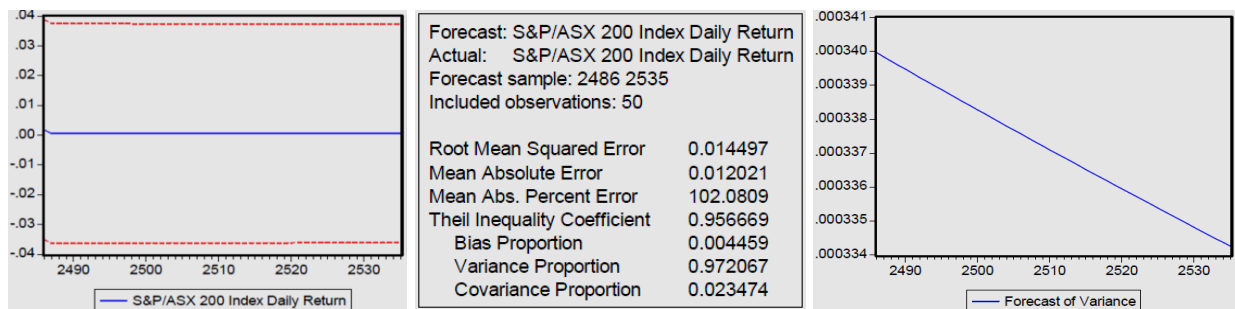 .04
.03
.02
.01
.00
-.01
-.02
-.03
-.04
2490 2500 2510 2520 2530
S&P/ASX 200 Index Daily Return
Forecast: S&P/ASX 200 Index Daily Return
Actual: S&P/ASX 200 Index Daily Return
Forecast sample: 2486 2535
Included observations: 50
Root Mean Squared Error 0.014497
Mean Absolute Error 0.012021
Mean Abs. Percent Error 102.0809
Theil Inequality Coefficient 0.956669
Bias Proportion 0.004459
Variance Proportion 0.972067
Covariance Proportion 0.023474
.000341
.000340
.000339
.000338
.000337
.000336
.000335
.000334
2490 2500 2510 2520 2530
Forecast of Variance